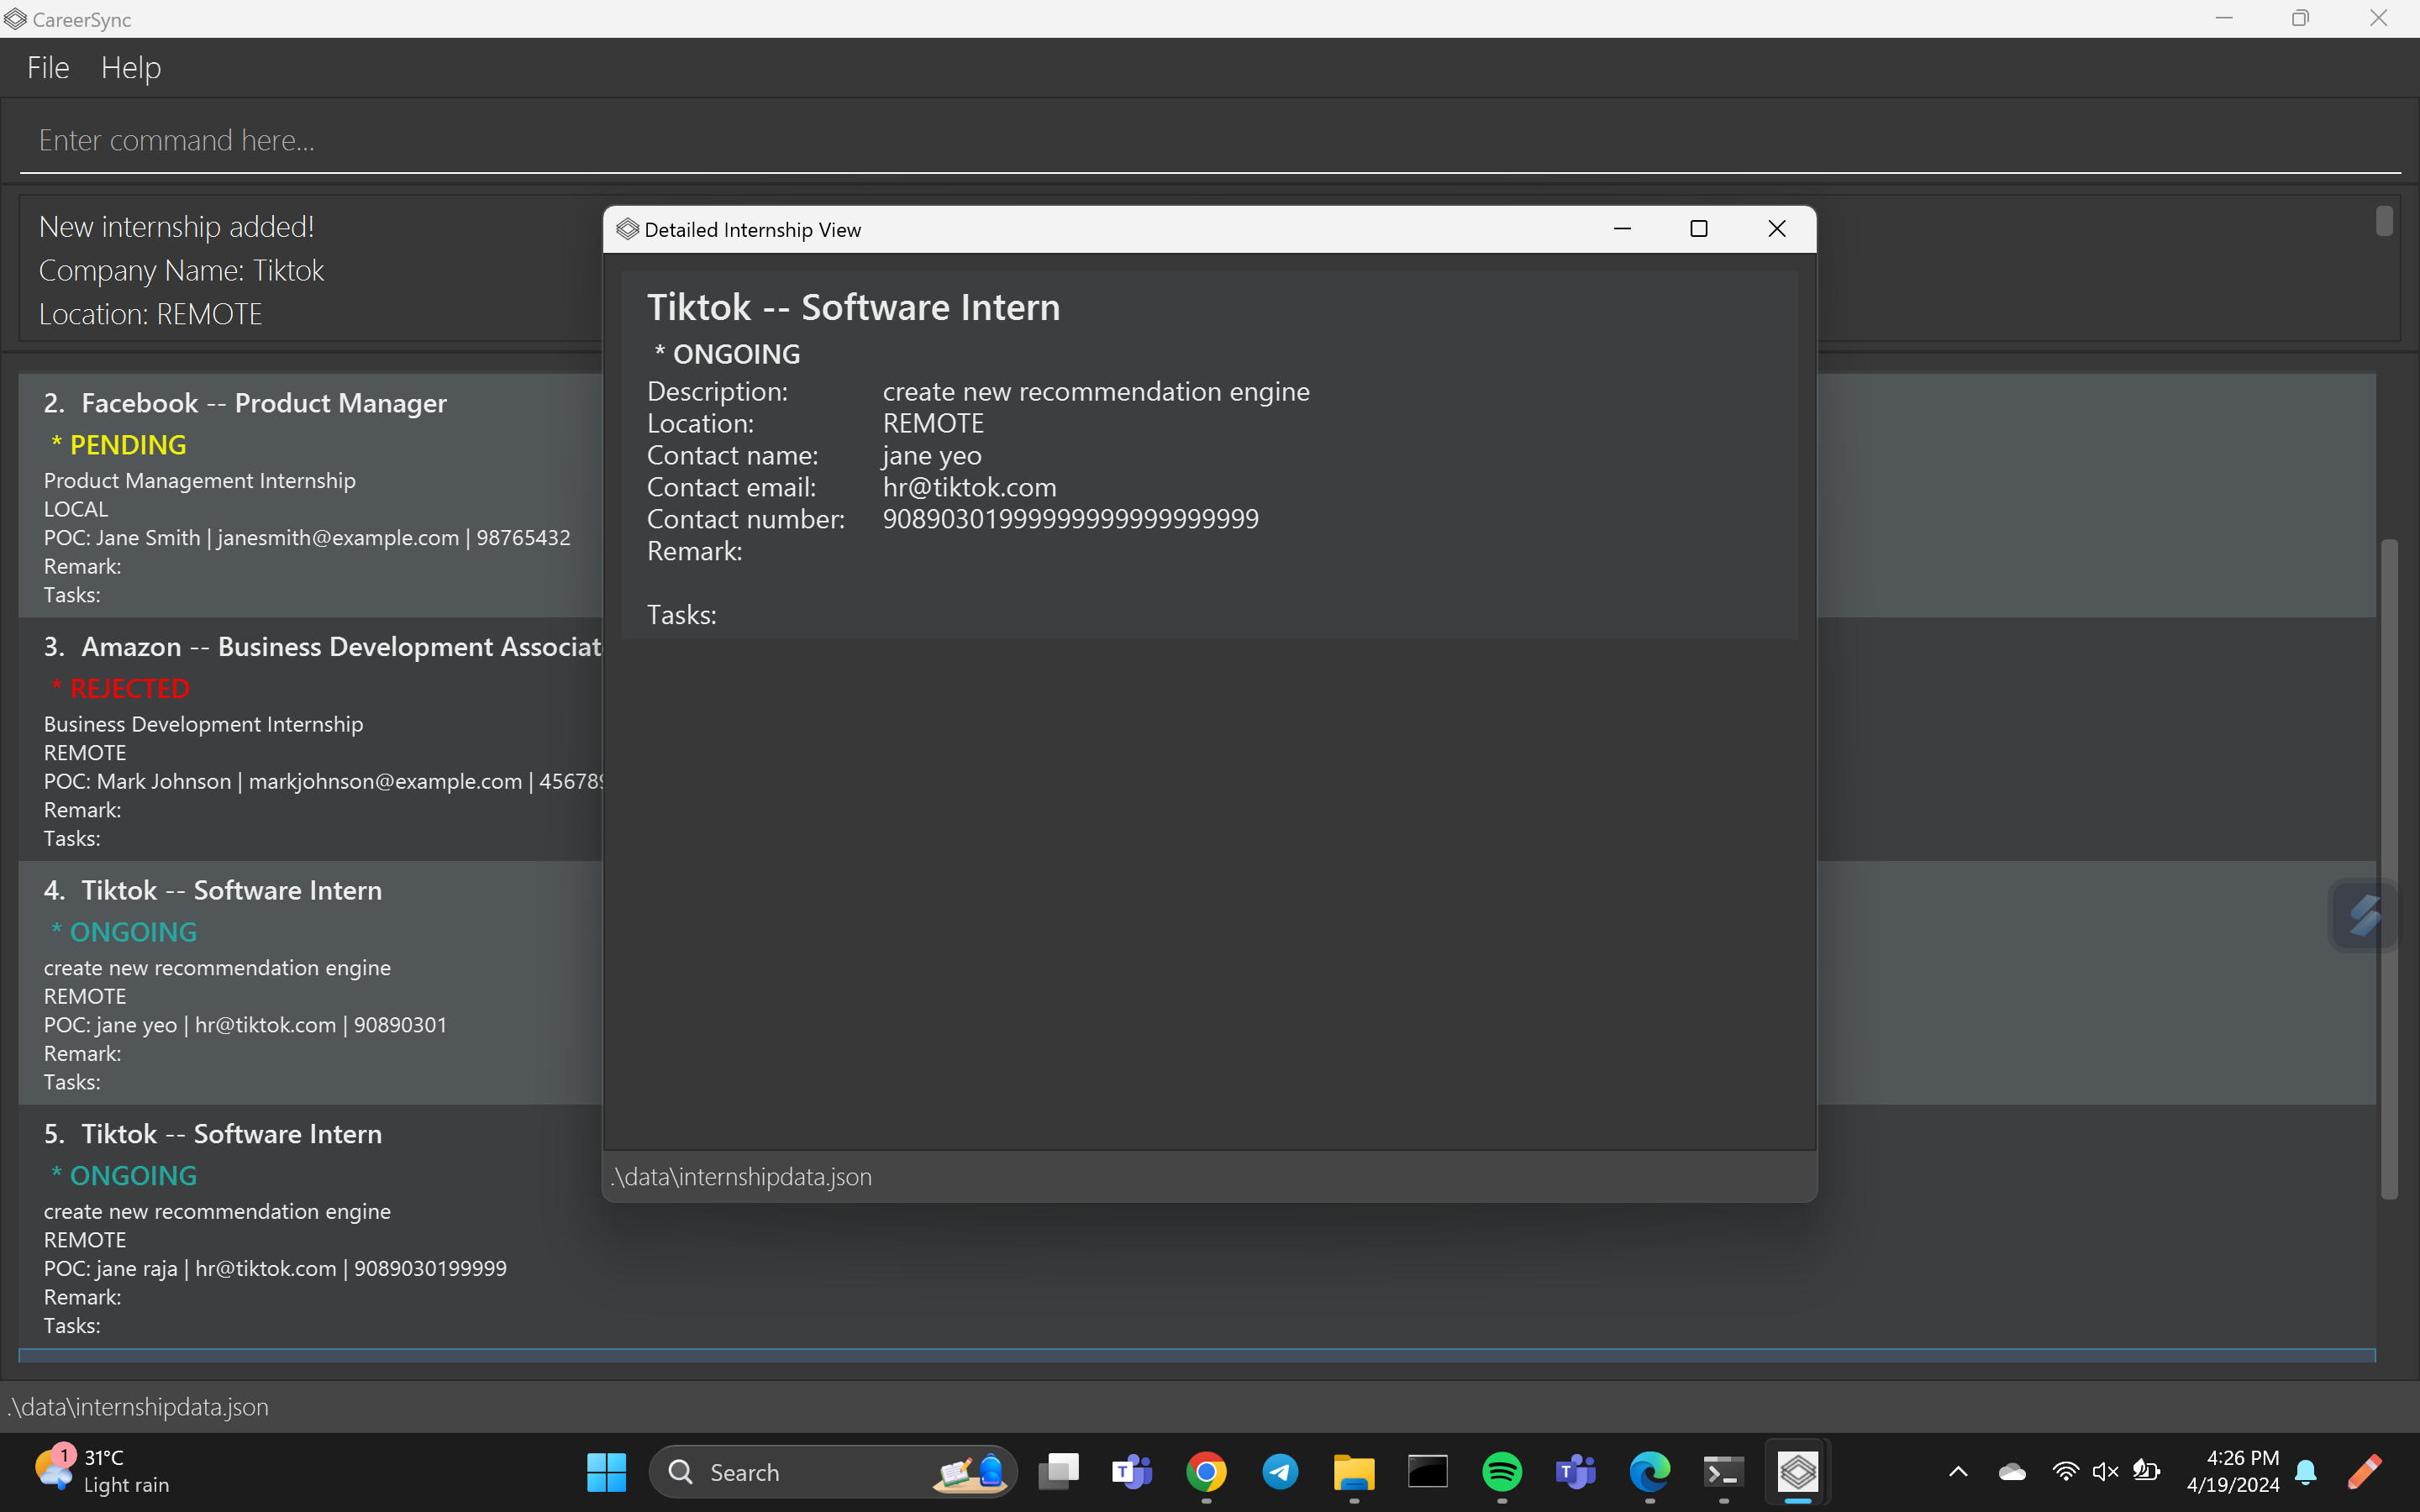 CareerSync
File Help
Enter command here...
New internship added!
Company Name: Tiktok
Location: REMOTE
2. Facebook -- Product Manager
* PENDING
Product Management Internship
LOCAL
POC: Jane Smith | janesmith@example.com | 98765432
Remark:
Tasks:
3. Amazon -- Business Development Associat
* REJECTED
Business Development Internship
REMOTE
POC: Mark Johnson | markjohnson@example.com | 45678
Remark:
Tasks:
4. Tiktok -- Software Intern
* ONGOING
create new recommendation engine
REMOTE
POC: jane yeo | hr@tiktok.com | 90890301
Remark:
Tasks:
5. Tiktok -- Software Intern
* ONGOING
create new recommendation engine
REMOTE
POC: jane raja | hr@tiktok.com | 9089030199999
Remark:
Tasks:
.\data\internshipdata.json
Detailed Internship View
Tiktok -- Software Intern
* ONGOING
Description: create new recommendation engine
Location: REMOTE
Contact name: jane yeo
Contact email: hr@tiktok.com
Contact number: 90890301999999999999999999
Remark:
Tasks:
.\data\internshipdata.json
1
31°C
Light rain
Search
4:26 PM
4/19/2024